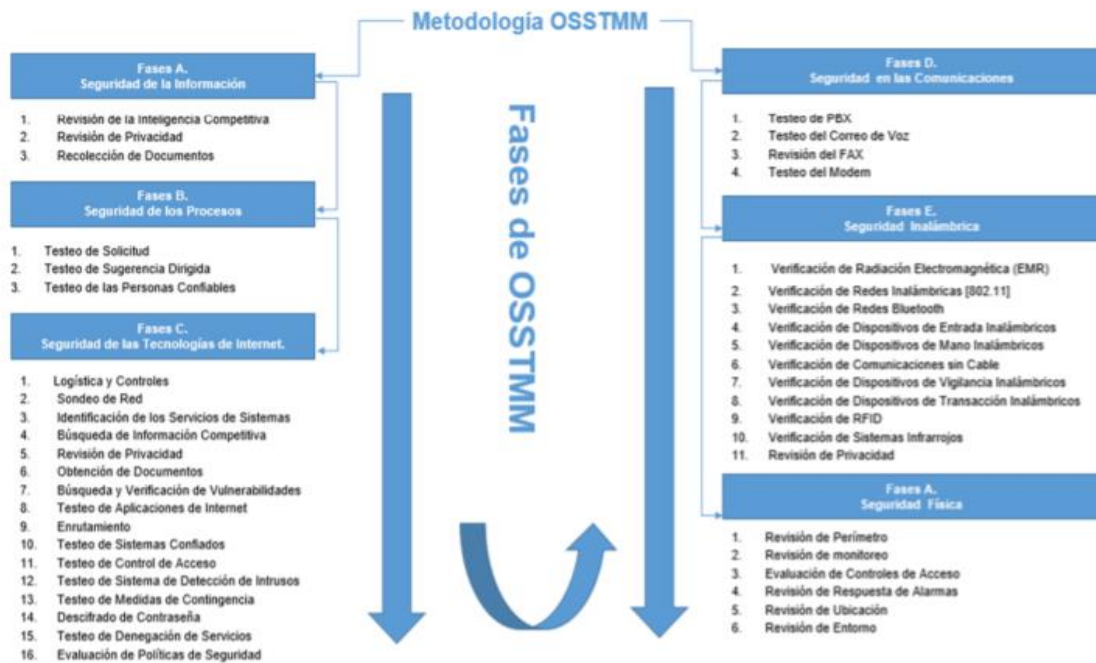 Metodología OSSTMM
Fases A.
Seguridad de la Información
1. Revisión de la Inteligencia Competitiva
2. Revisión de Privacidad
3. Recolección de Documentos
Fases B.
Seguridad de los Procesos
1. Testeo de Solicitud
2. Testeo de Sugerencia Dirigida
3. Testeo de las Personas Confiables
Fases C.
Seguridad de las Tecnologías de Internet.
1. Logística y Controles
2. Sondeo de Red
3. Identificación de los Servicios de Sistemas
4. Búsqueda de Información Competitiva
5. Revisión de Privacidad
6. Obtención de Documentos
7. Búsqueda y Verificación de Vulnerabilidades
8. Testeo de Aplicaciones de Internet
9. Enrutamiento
10. Testeo de Sistemas Confiados
11. Testeo de Control de Acceso
12. Testeo de Sistema de Detección de Intrusos
13. Testeo de Medidas de Contingencia
14. Descifrado de Contraseña
15. Testeo de Denegación de Servicios
16. Evaluación de Políticas de Seguridad
Fases de OSSTMM
Fases D.
Seguridad en las Comunicaciones
1. Testeo de PBX
2. Testeo del Correo de Voz
3. Revisión del FAX
4. Testeo del Modem
Fases E.
Seguridad Inalámbrica
1. Verificación de Radiación Electromagnética (EMR)
2. Verificación de Redes Inalámbricas [802.11]
3. Verificación de Redes Bluetooth
4. Verificación de Dispositivos de Entrada Inalámbricos
5. Verificación de Dispositivos de Mano Inalámbricos
6. Verificación de Comunicaciones sin Cable
7. Verificación de Dispositivos de Vigilancia Inalámbricos
8. Verificación de Dispositivos de Transacción Inalámbricos
9. Verificación de RFID
10. Verificación de Sistemas Infrarrojos
11. Revisión de Privacidad
Fases A.
Seguridad Física
1. Revisión de Perímetro
2. Revisión de monitoreo
3. Evaluación de Controles de Acceso
4. Revisión de Respuesta de Alarmas
5. Revisión de Ubicación
6. Revisión de Entorno